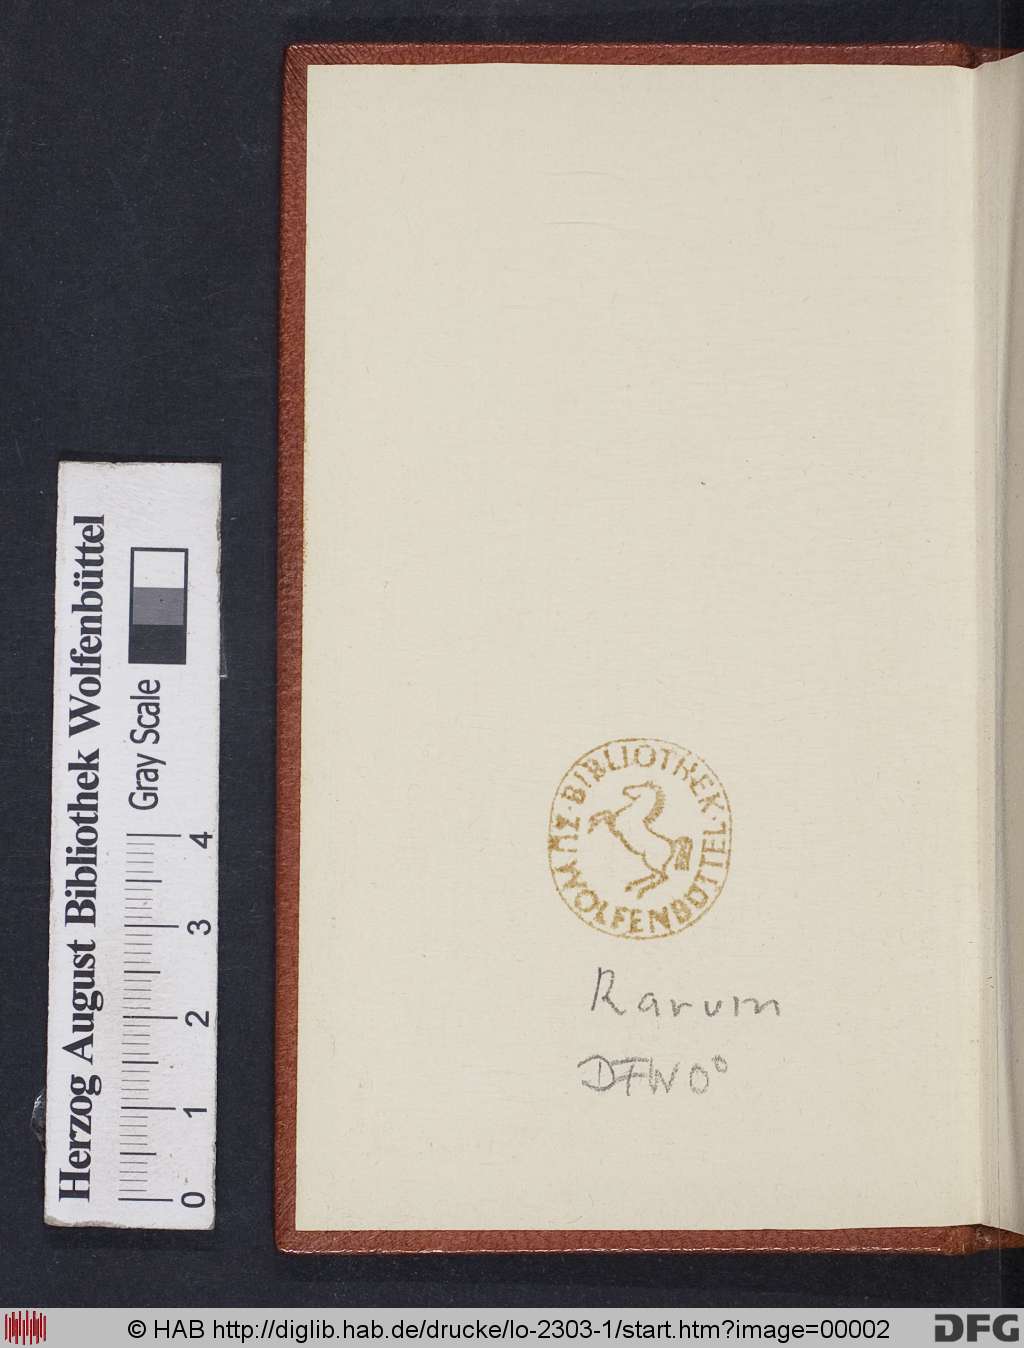 Herzog August Bibliothek Wolfenbüttel
Gray Scale
0 1 2 3 4
BIBLIOTHEK · WOLFENBÜTTEL · ZU
Rarum
© HAB http://diglib.hab.de/drucke/lo-2303-1/start.htm?image=00002
DFG